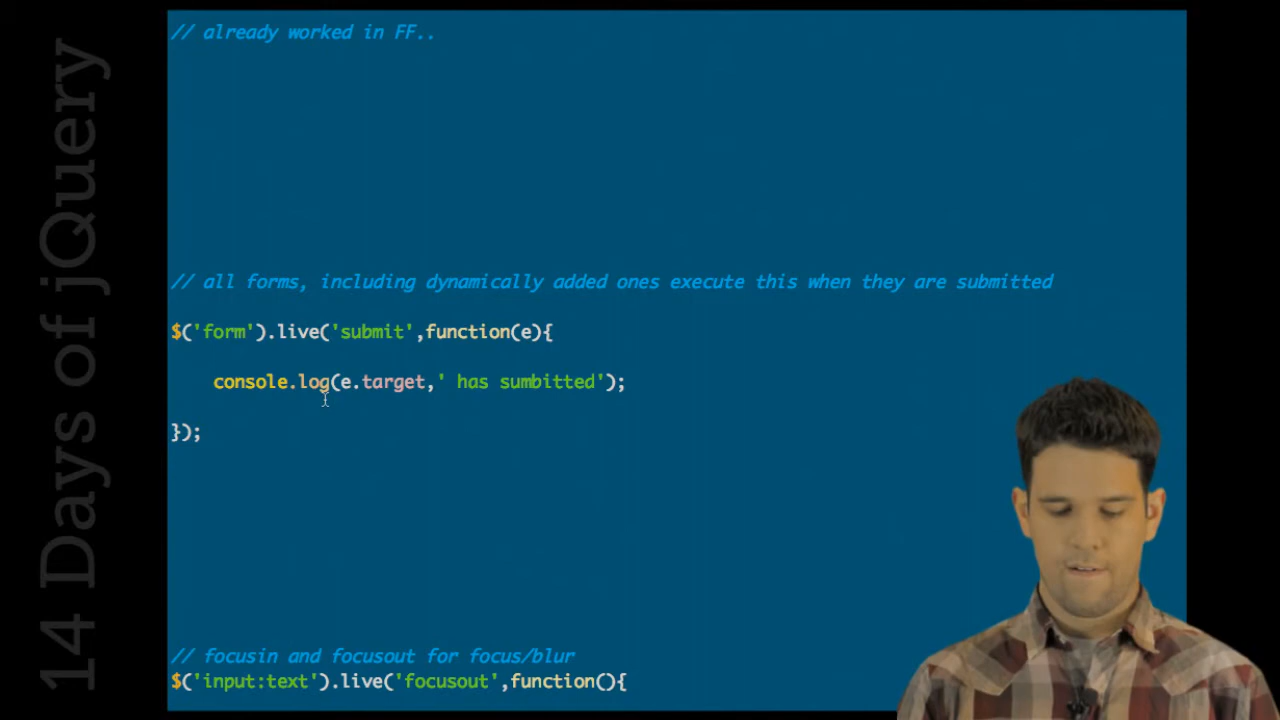 14 Days of jQuery
// already worked in FF..
// all forms, including dynamically added ones execute this when they are submitted
$('form').live('submit',function(e){
console.log(e.target,' has sumbitted');
});
// focusin and focusout for focus/blur
$('input:text').live('focusout',function(){